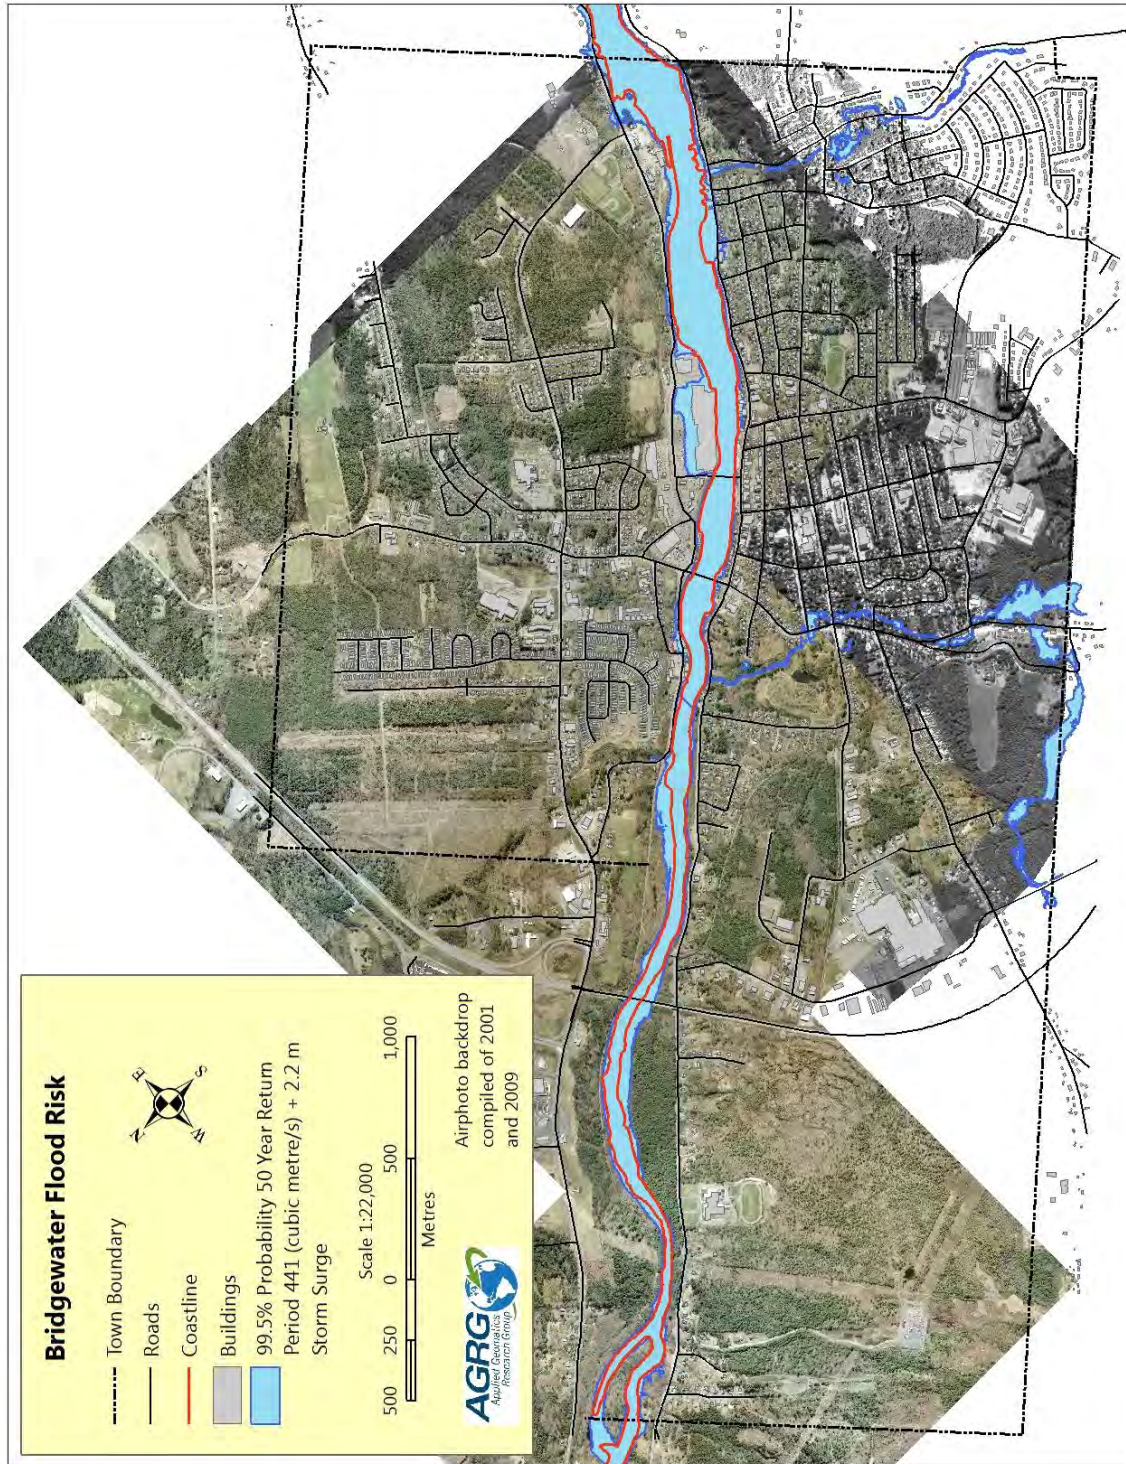 Bridgewater Flood Risk
Town Boundary
Roads
Coastline
Buildings
99.5% Probability 50 Year Return
Period 441 (cubic metre/s) + 2.2 m
Storm Surge
N
E
S
W
Scale 1:22,000
500
250
0
500
1,000
Metres
AGRG
Applied Geomatics
Research Group
Airphoto backdrop
compiled of 2001
and 2009